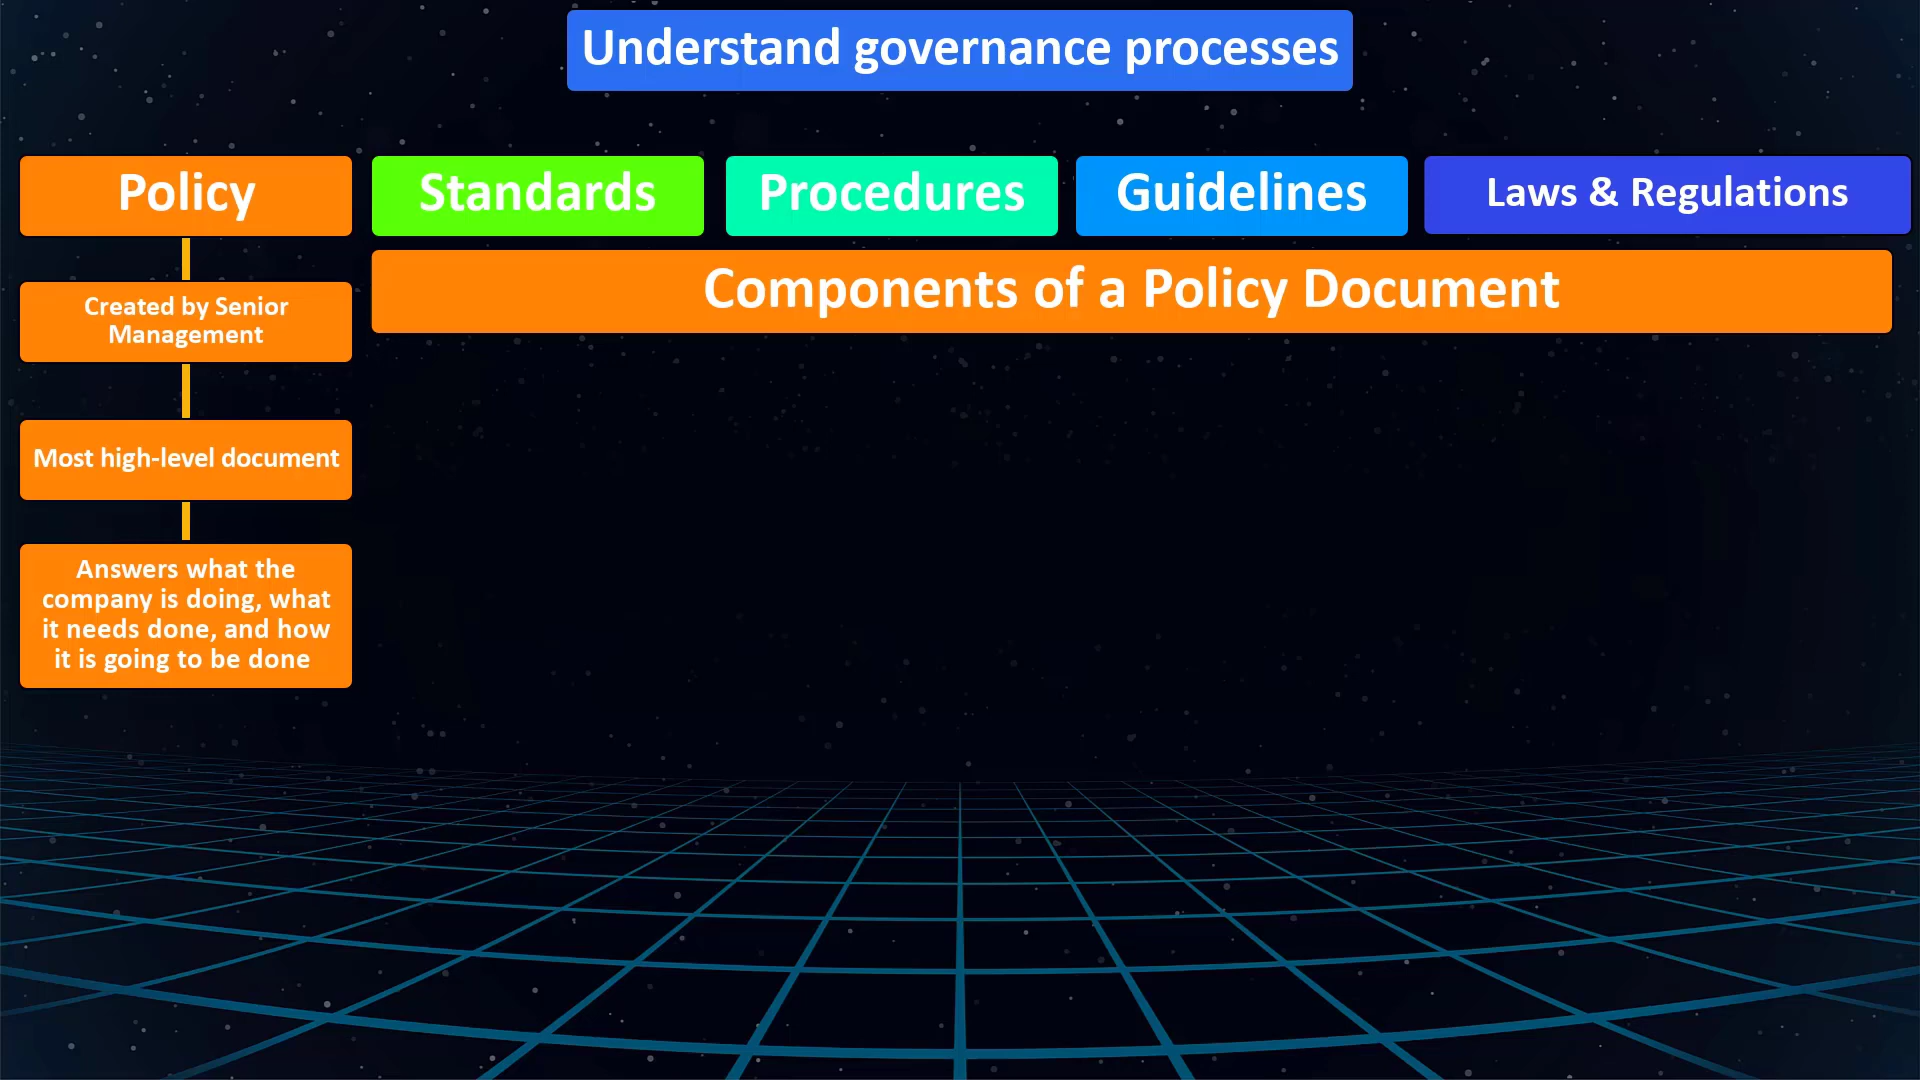 Understand governance processes
Policy
Standards
Procedures
Guidelines
Laws & Regulations
Components of a Policy Document
Created by Senior
Management
Most high-level document
Answers what the
company is doing, what
it needs done, and how
it is going to be done